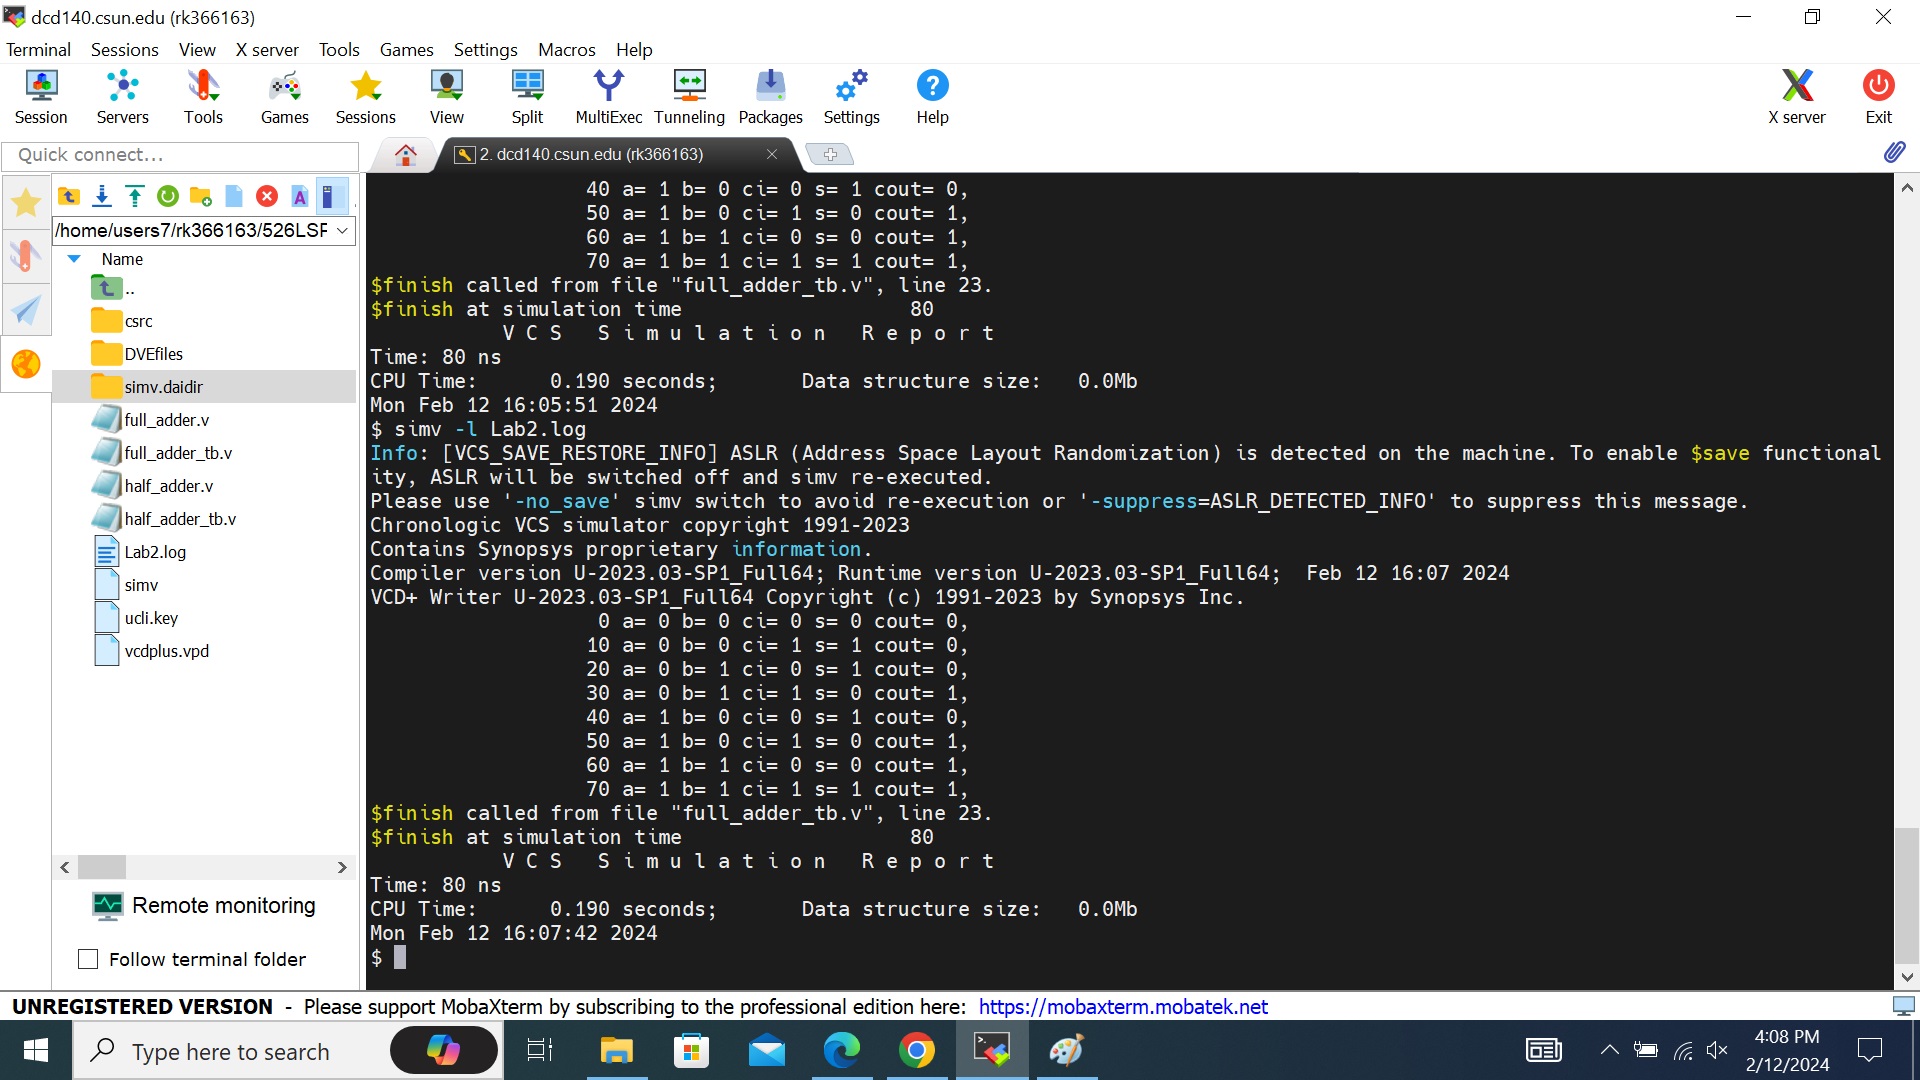 dcd140.csun.edu (rk366163)
Terminal Sessions View X server Tools Games Settings Macros Help
Session Servers Tools Games Sessions View Split MultiExec Tunneling Packages Settings Help X server Exit
Quick connect...
2. dcd140.csun.edu (rk366163)
/home/users7/rk366163/526LSF
Name
..
csrc
DVEfiles
simv.daidir
full_adder.v
full_adder_tb.v
half_adder.v
half_adder_tb.v
Lab2.log
simv
ucli.key
vcdplus.vpd
Remote monitoring
Follow terminal folder
40 a= 1 b= 0 ci= 0 s= 1 cout= 0,
50 a= 1 b= 0 ci= 1 s= 0 cout= 1,
60 a= 1 b= 1 ci= 0 s= 0 cout= 1,
70 a= 1 b= 1 ci= 1 s= 1 cout= 1,
$finish called from file "full_adder_tb.v", line 23.
$finish at simulation time 80
V C S S i m u l a t i o n R e p o r t
Time: 80 ns
CPU Time: 0.190 seconds; Data structure size: 0.0Mb
Mon Feb 12 16:05:51 2024
$ simv -l Lab2.log
Info: [VCS_SAVE_RESTORE_INFO] ASLR (Address Space Layout Randomization) is detected on the machine. To enable $save functional
ity, ASLR will be switched off and simv re-executed.
Please use '-no_save' simv switch to avoid re-execution or '-suppress=ASLR_DETECTED_INFO' to suppress this message.
Chronologic VCS simulator copyright 1991-2023
Contains Synopsys proprietary information.
Compiler version U-2023.03-SP1_Full64; Runtime version U-2023.03-SP1_Full64; Feb 12 16:07 2024
VCD+ Writer U-2023.03-SP1_Full64 Copyright (c) 1991-2023 by Synopsys Inc.
0 a= 0 b= 0 ci= 0 s= 0 cout= 0,
10 a= 0 b= 0 ci= 1 s= 1 cout= 0,
20 a= 0 b= 1 ci= 0 s= 1 cout= 0,
30 a= 0 b= 1 ci= 1 s= 0 cout= 1,
40 a= 1 b= 0 ci= 0 s= 1 cout= 0,
50 a= 1 b= 0 ci= 1 s= 0 cout= 1,
60 a= 1 b= 1 ci= 0 s= 0 cout= 1,
70 a= 1 b= 1 ci= 1 s= 1 cout= 1,
$finish called from file "full_adder_tb.v", line 23.
$finish at simulation time 80
V C S S i m u l a t i o n R e p o r t
Time: 80 ns
CPU Time: 0.190 seconds; Data structure size: 0.0Mb
Mon Feb 12 16:07:42 2024
$
UNREGISTERED VERSION - Please support MobaXterm by subscribing to the professional edition here: https://mobaxterm.mobatek.net
Type here to search
4:08 PM
2/12/2024